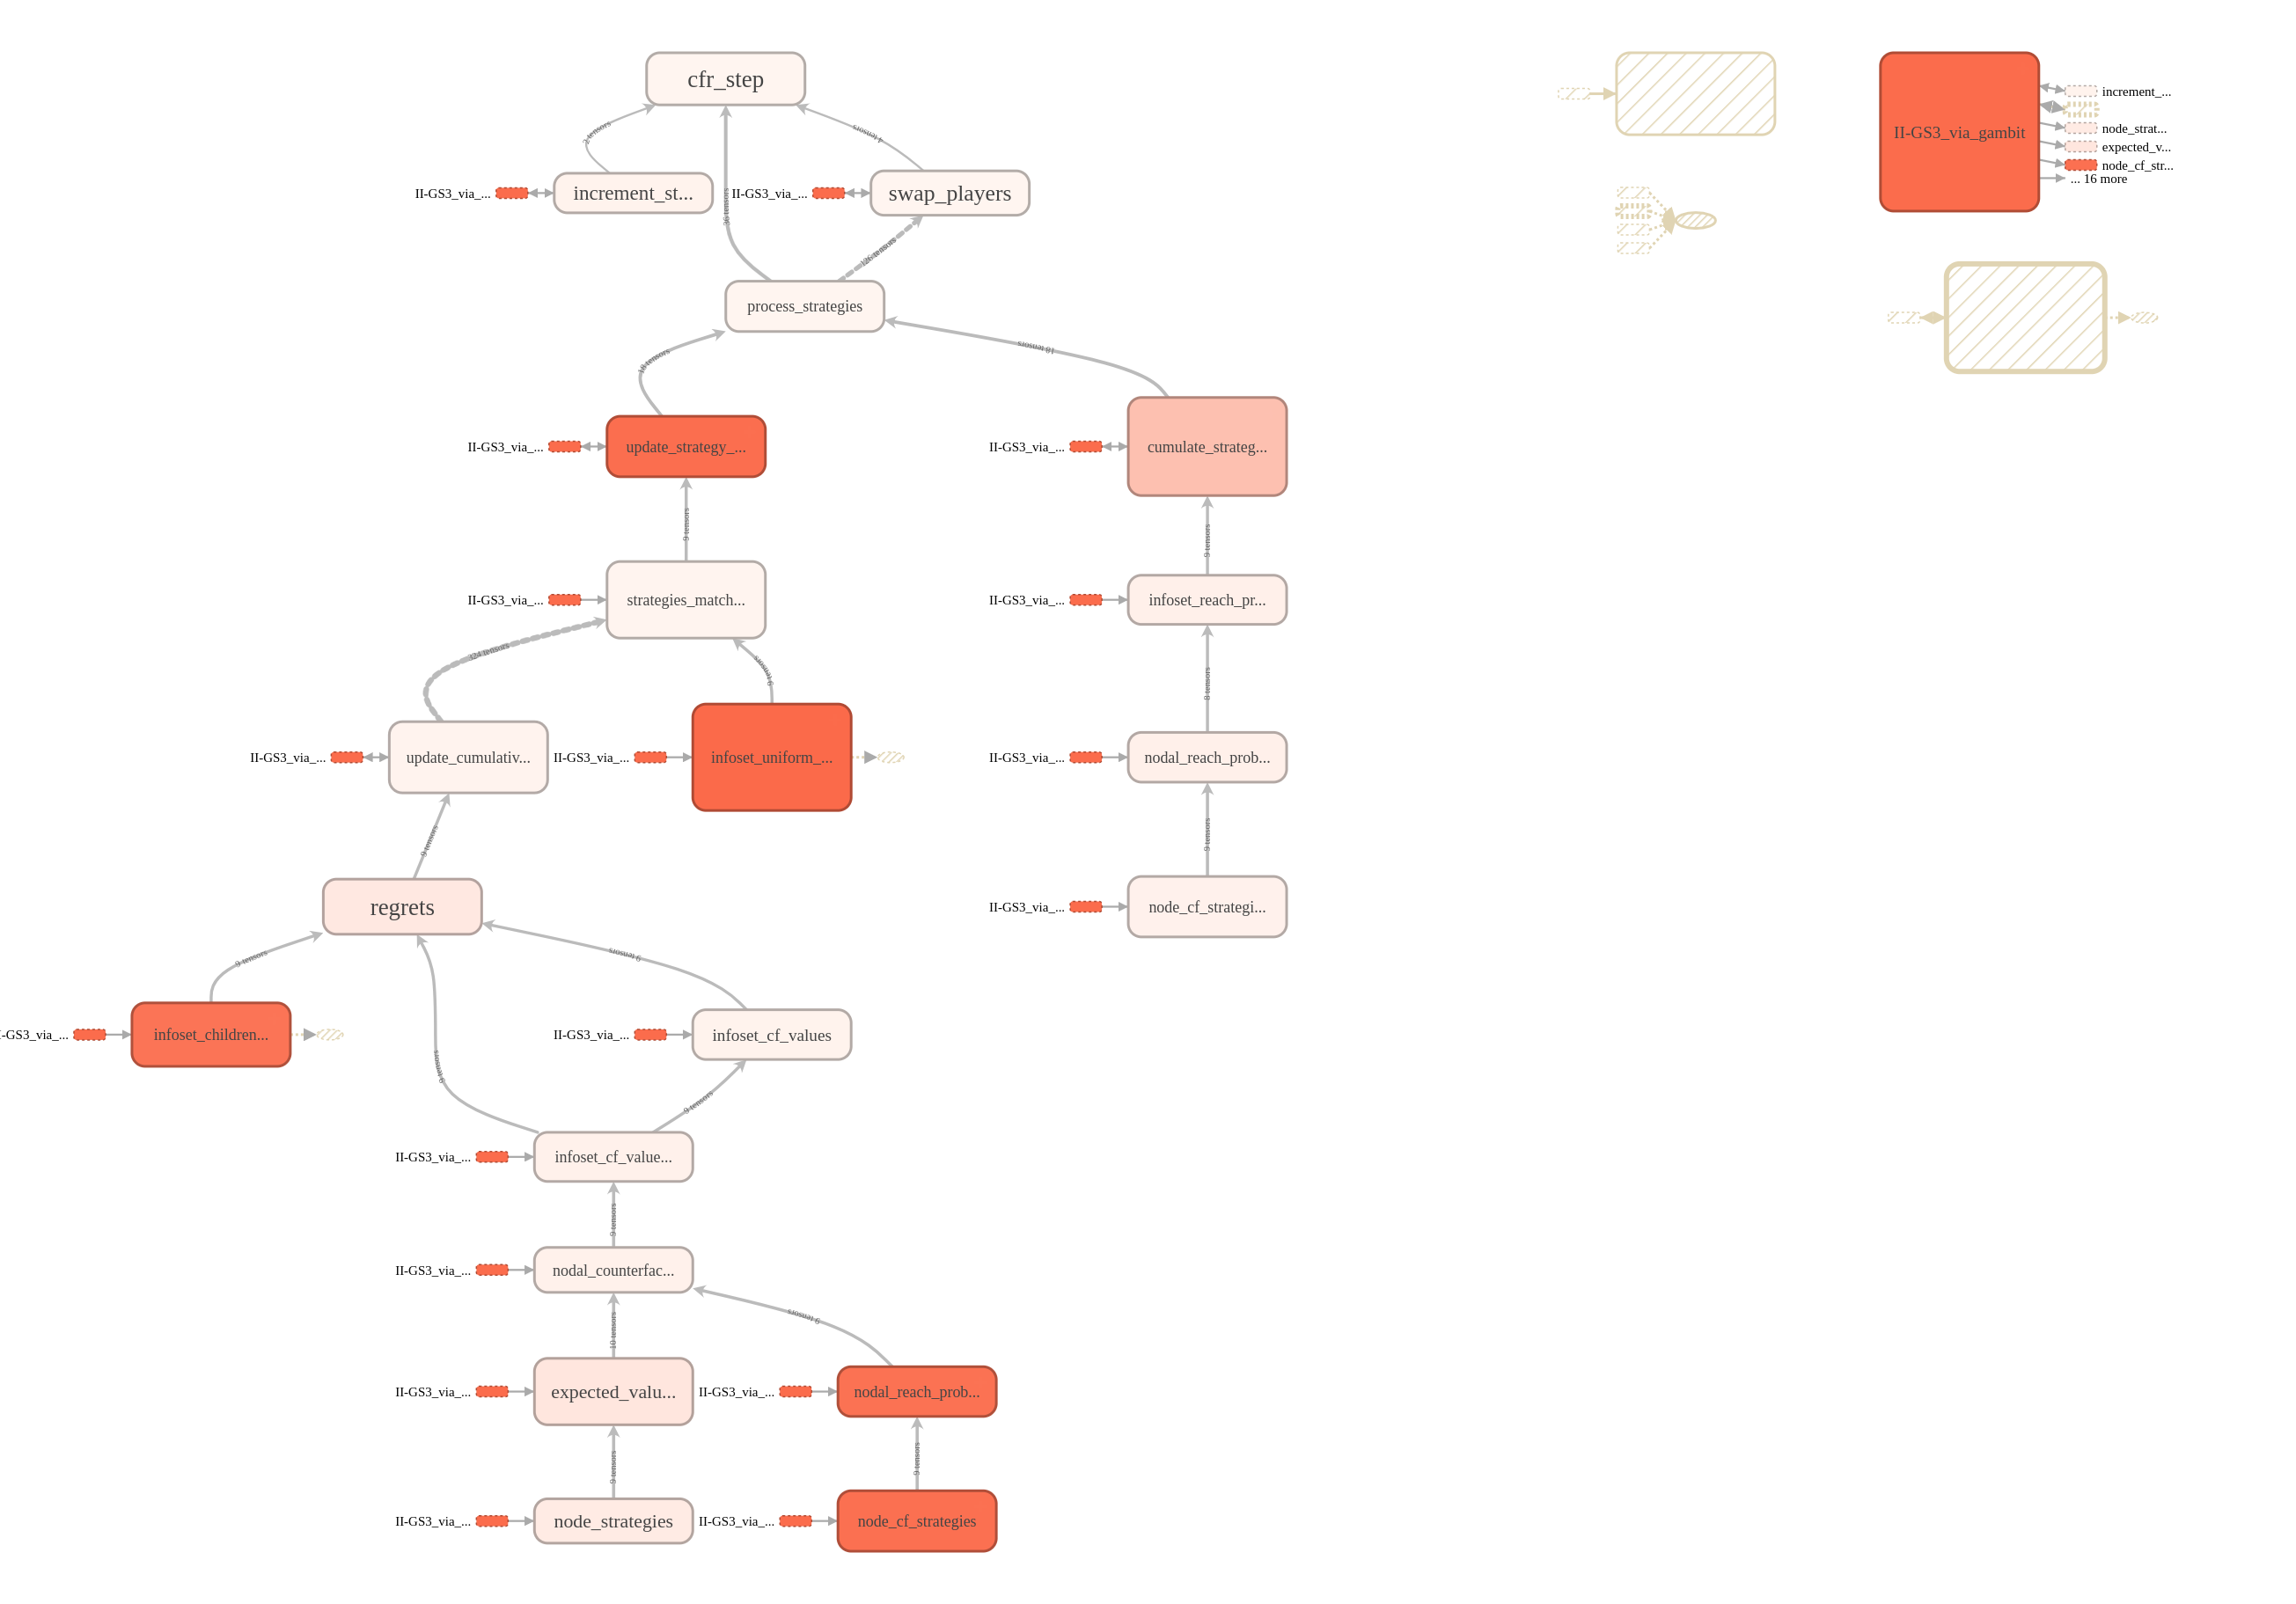 cfr_step
increment_...
node_strat...
expected_v...
node_cf_str...
... 16 more
II-GS3_via_gambit
2 tensors
4 tensors
36 tensors
II-GS3_via_...
increment_st...
II-GS3_via_...
swap_players
126 tensors
process_strategies
18 tensors
18 tensors
II-GS3_via_...
update_strategy_...
II-GS3_via_...
cumulate_strateg...
9 tensors
9 tensors
II-GS3_via_...
strategies_match...
II-GS3_via_...
infoset_reach_pr...
324 tensors
9 tensors
8 tensors
II-GS3_via_...
update_cumulativ...
II-GS3_via_...
infoset_uniform_...
II-GS3_via_...
nodal_reach_prob...
9 tensors
9 tensors
regrets
II-GS3_via_...
node_cf_strategi...
9 tensors
9 tensors
I-GS3_via_...
infoset_children...
II-GS3_via_...
infoset_cf_values
9 tensors
9 tensors
II-GS3_via_...
infoset_cf_value...
9 tensors
II-GS3_via_...
nodal_counterfac...
10 tensors
9 tensors
II-GS3_via_...
expected_valu...
II-GS3_via_...
nodal_reach_prob...
9 tensors
9 tensors
II-GS3_via_...
node_strategies
II-GS3_via_...
node_cf_strategies